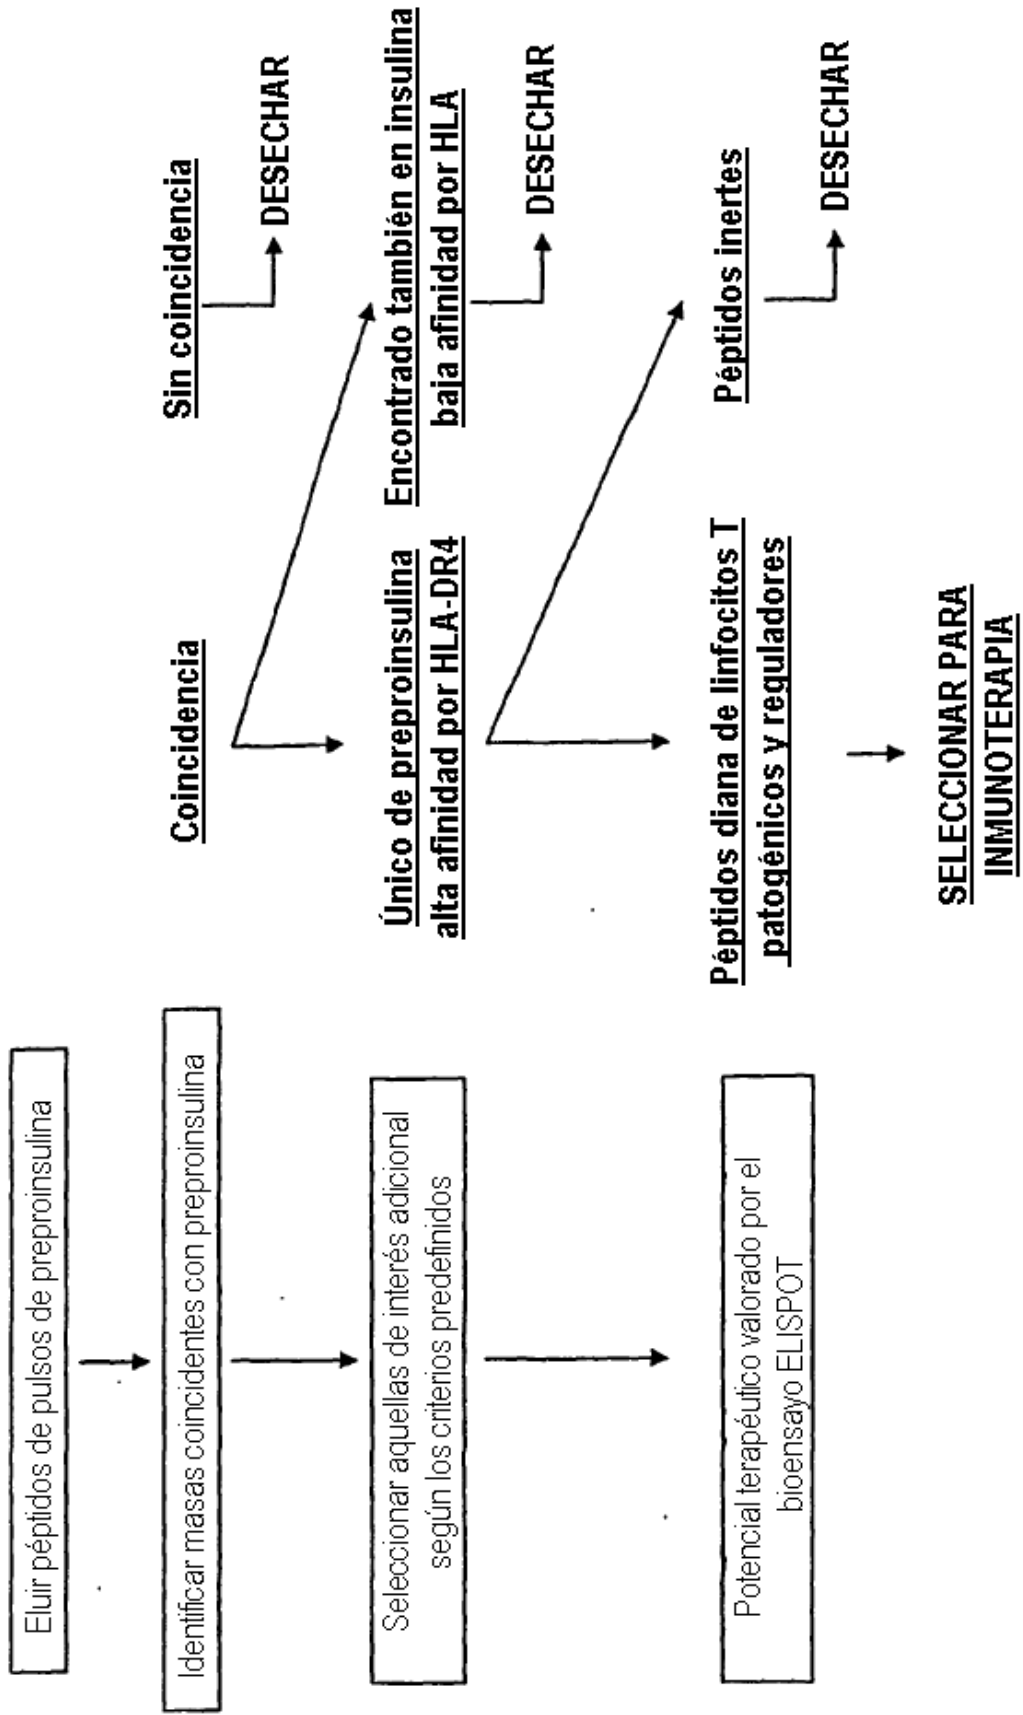 Eluir péptidos de pulsos de preproinsulina
Identificar masas coincidentes con preproinsulina
Coincidencia
Sin coincidencia
DESECHAR
Seleccionar aquellas de interés adicional
según los criterios predefinidos
Único de preproinsulina
alta afinidad por HLA-DR4
Encontrado también en insulina
baja afinidad por HLA
DESECHAR
Potencial terapéutico valorado por el
bioensayo ELISPOT
Péptidos diana de linfocitos T
patogénicos y reguladores
Péptidos inertes
DESECHAR
SELECCIONAR PARA
INMUNOTERAPIA